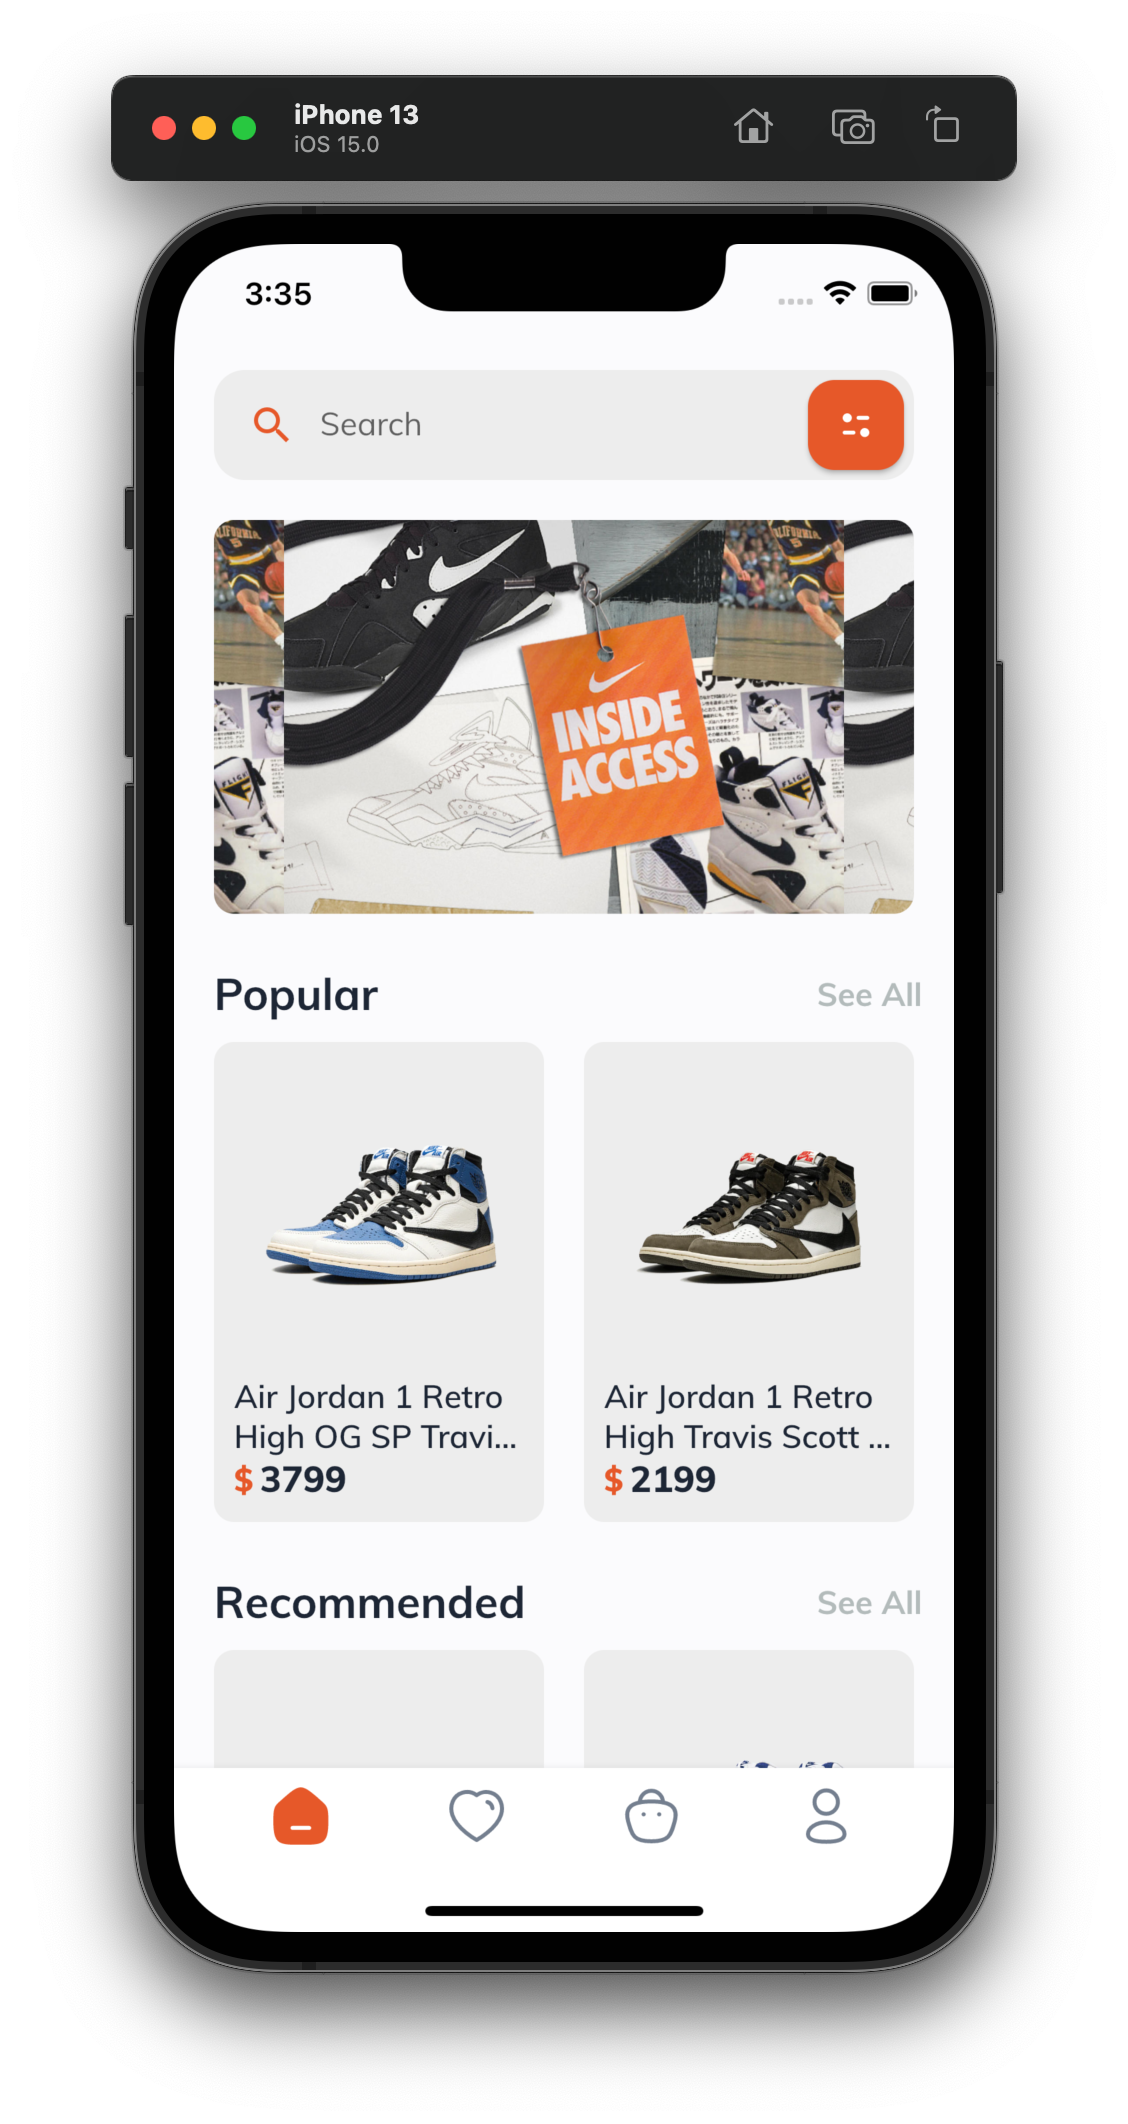 iPhone 13
iOS 15.0
3:35
Search
INSIDE
ACCESS
Popular
See All
Air Jordan 1 Retro
High OG SP Travi...
$ 3799
Air Jordan 1 Retro
High Travis Scott ...
$ 2199
Recommended
See All